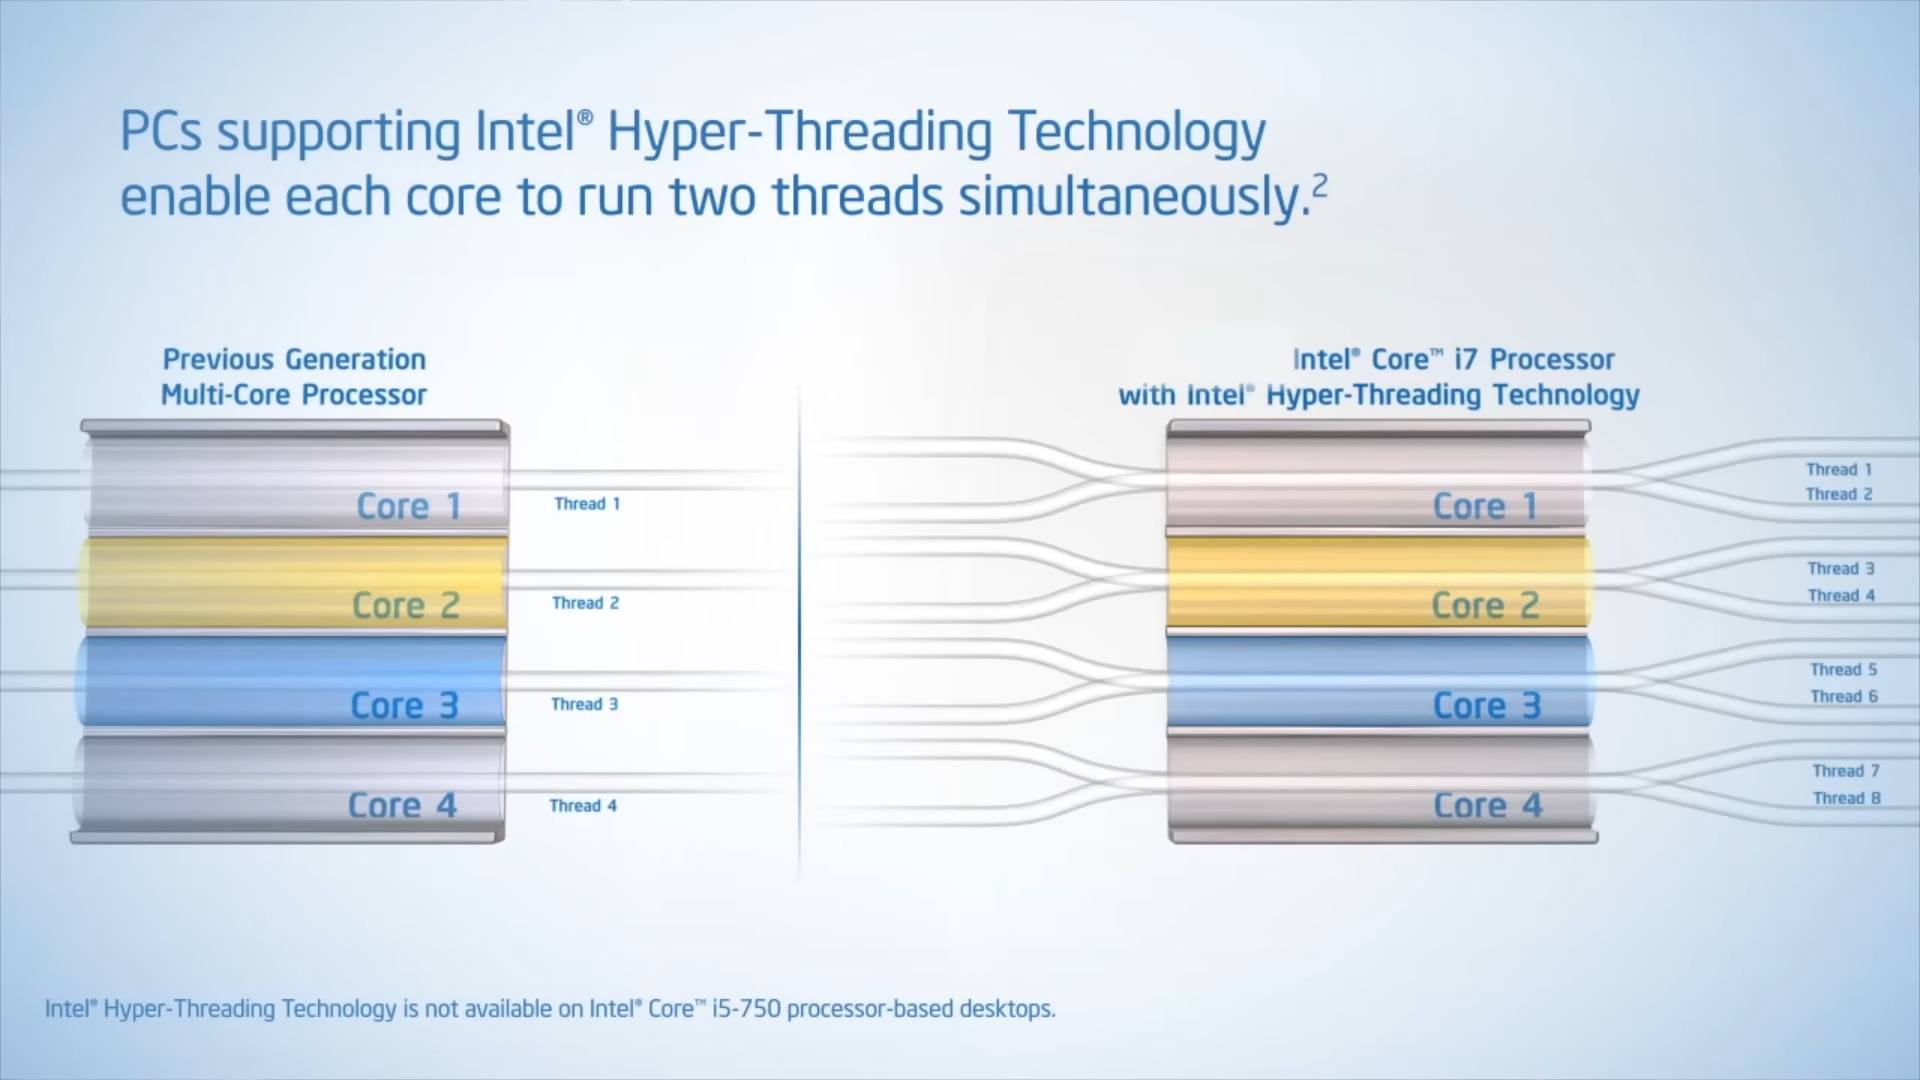 PCs supporting Intel® Hyper-Threading Technology
enable each core to run two threads simultaneously.²
Previous Generation
Multi-Core Processor
Core 1
Thread 1
Core 2
Thread 2
Core 3
Thread 3
Core 4
Thread 4
Intel® Core™ i7 Processor
with Intel® Hyper-Threading Technology
Core 1
Thread 1
Thread 2
Core 2
Thread 3
Thread 4
Core 3
Thread 5
Thread 6
Core 4
Thread 7
Thread 8
Intel® Hyper-Threading Technology is not available on Intel® Core™ i5-750 processor-based desktops.